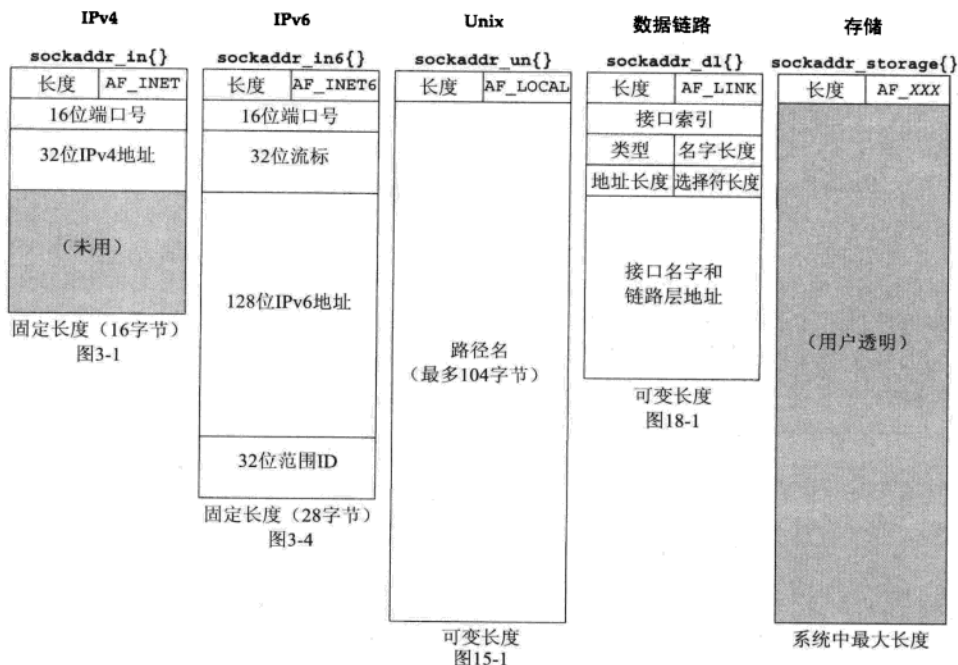 IPv4
sockaddr_in{}
长度 AF_INET
16位端口号
32位IPv4地址
（未用）
固定长度（16字节）
图3-1
IPv6
sockaddr_in6{}
长度 AF_INET6
16位端口号
32位流标
128位IPv6地址
32位范围ID
固定长度（28字节）
图3-4
Unix
sockaddr_un{}
长度 AF_LOCAL
路径名
（最多104字节）
可变长度
图15-1
数据链路
sockaddr_dl{}
长度 AF_LINK
接口索引
类型 名字长度
地址长度 选择符长度
接口名字和
链路层地址
可变长度
图18-1
存储
sockaddr_storage{}
长度 AF_XXX
（用户透明）
系统中最大长度